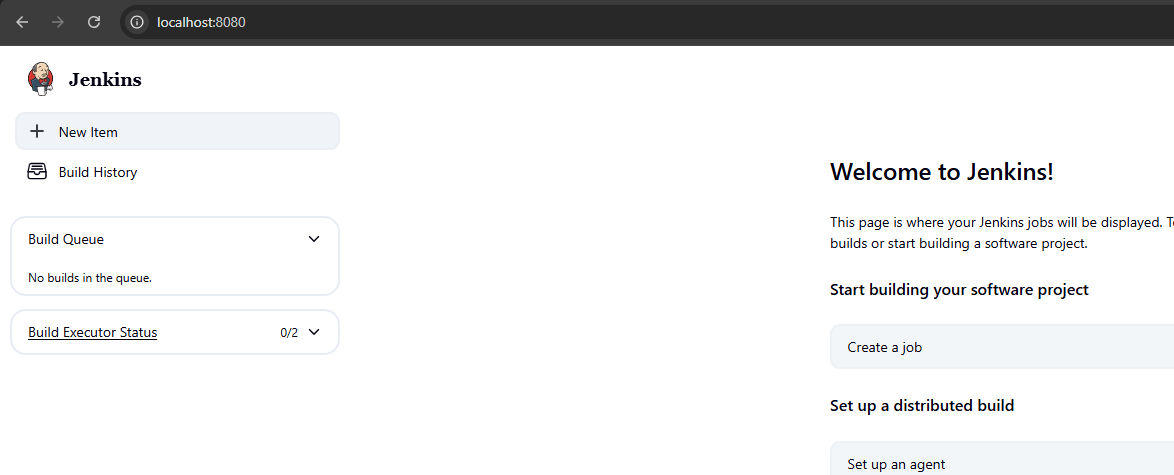 localhost:8080
Jenkins
New Item
Build History
Build Queue
No builds in the queue.
Build Executor Status 0/2
Welcome to Jenkins!
This page is where your Jenkins jobs will be displayed.
builds or start building a software project.
Start building your software project
Create a job
Set up a distributed build
Set up an agent